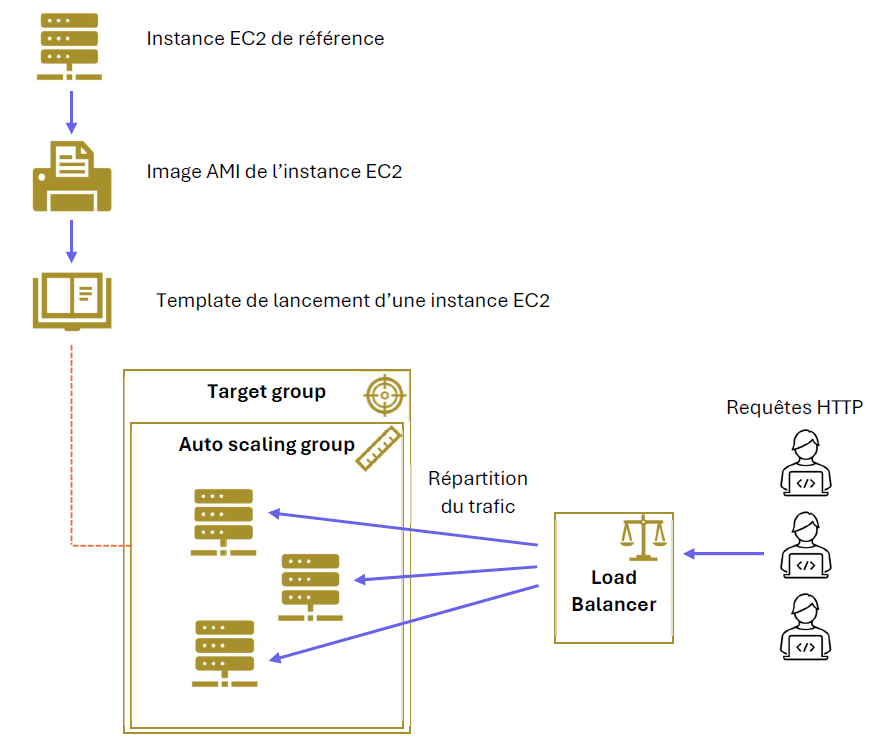 Instance EC2 de référence
Image AMI de l’instance EC2
Template de lancement d’une instance EC2
Target group
Auto scaling group
Répartition
du trafic
Load
Balancer
Requêtes HTTP
</>
</>
</>